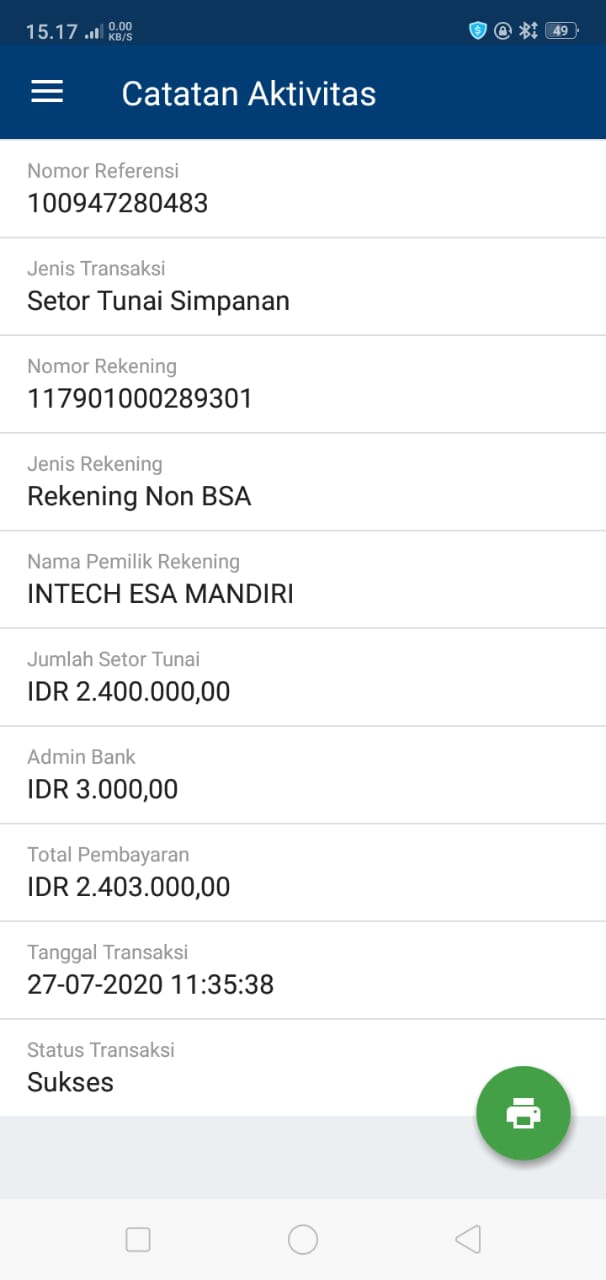 15.17 0.00 KB/S 49
Catatan Aktivitas
Nomor Referensi
100947280483
Jenis Transaksi
Setor Tunai Simpanan
Nomor Rekening
117901000289301
Jenis Rekening
Rekening Non BSA
Nama Pemilik Rekening
INTECH ESA MANDIRI
Jumlah Setor Tunai
IDR 2.400.000,00
Admin Bank
IDR 3.000,00
Total Pembayaran
IDR 2.403.000,00
Tanggal Transaksi
27-07-2020 11:35:38
Status Transaksi
Sukses